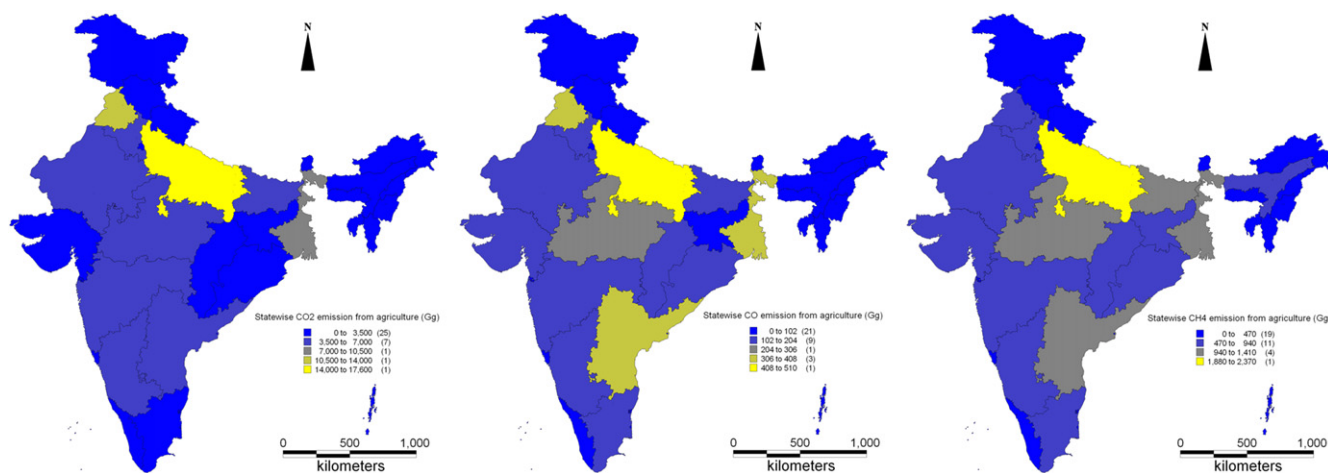 N
Statewise CO2 emission from agriculture (Gg)
0 to 3,500 (25)
3,500 to 7,000 (7)
7,000 to 10,500 (1)
10,500 to 14,000 (1)
14,000 to 17,600 (1)
0 500 1,000
kilometers
N
Statewise CO emission from agriculture (Gg)
0 to 102 (21)
102 to 204 (9)
204 to 306 (1)
306 to 408 (3)
408 to 510 (1)
0 500 1,000
kilometers
N
Statewise CH4 emission from agriculture (Gg)
0 to 470 (19)
470 to 940 (11)
940 to 1,410 (4)
1,880 to 2,370 (1)
0 500 1,000
kilometers